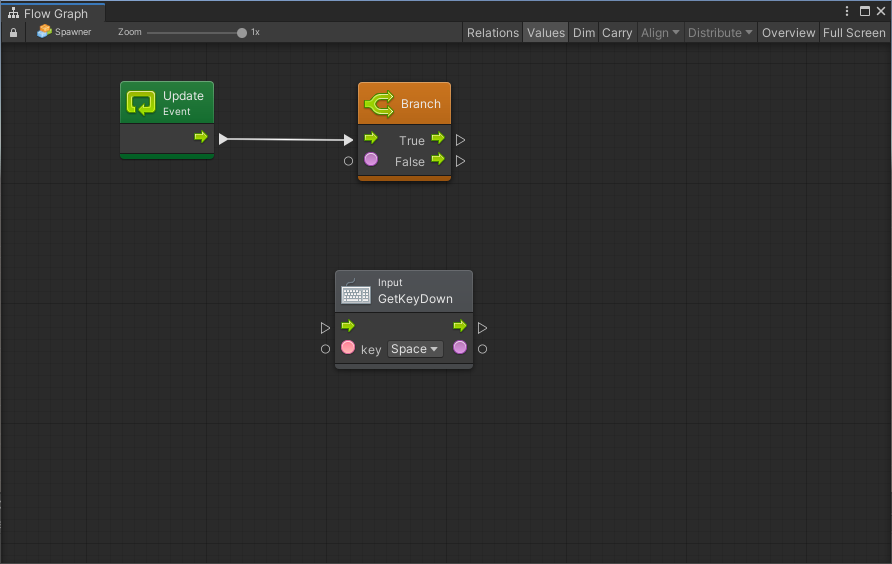 Flow Graph
Spawner Zoom 1x Relations Values Dim Carry Align Distribute Overview Full Screen
Update
Event
Branch
True
False
Input
GetKeyDown
key Space